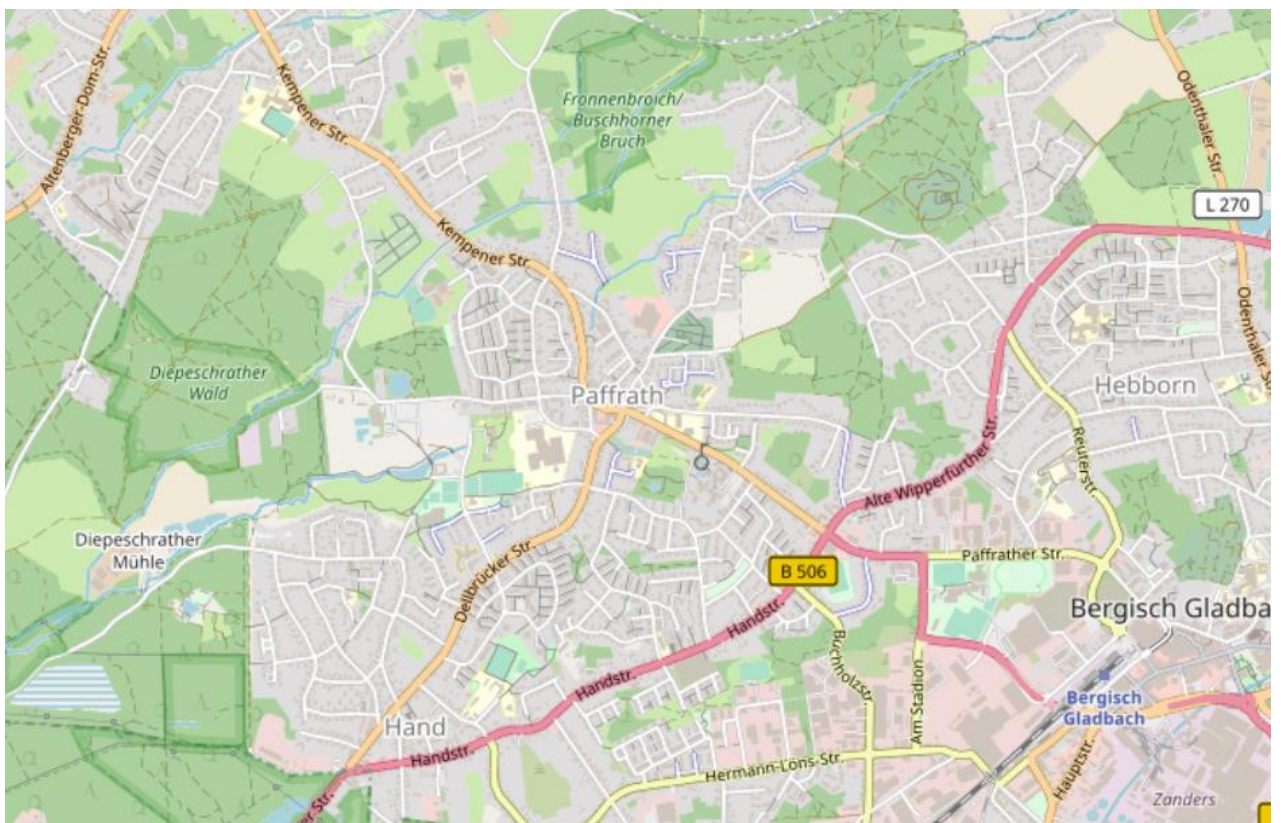 Altenberger-Dom-Str.
Kempener Str.
Fronnenbroich/
Buschhorner
Bruch
Odenthaler Str.
L 270
Kempener Str.
Diepeschrather
Wald
Paffrath
Hebborn
Odenthaler Str.
Reuterstr.
Alte Wipperfürther Str.
Diepeschrather
Mühle
Dellbrücker Str.
B 506
Paffrather Str.
Handstr.
Bergisch Gladba
Buchholzstr.
Handstr.
Am Stadion
Bergisch
Gladbach
Hand
Handstr.
Hermann-Löns-Str.
Hauptstr.
er Str.
Zanders